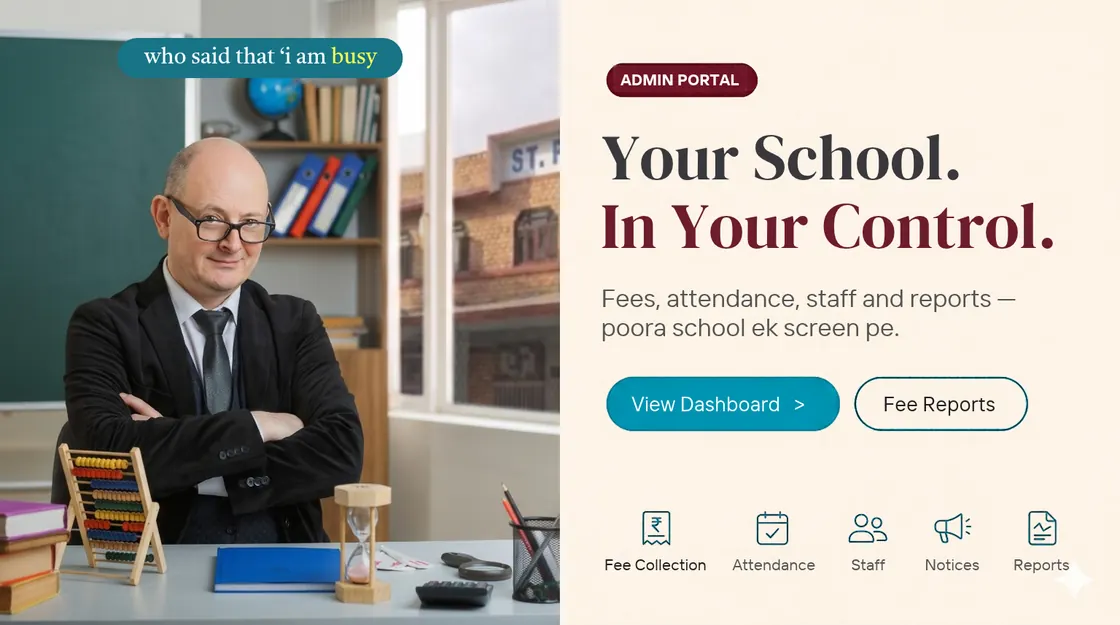 who said that ‘i am busy
ST. F
ADMIN PORTAL
Your School.
In Your Control.
Fees, attendance, staff and reports —
poora school ek screen pe.
View Dashboard >
Fee Reports
Fee Collection
Attendance
Staff
Notices
Reports